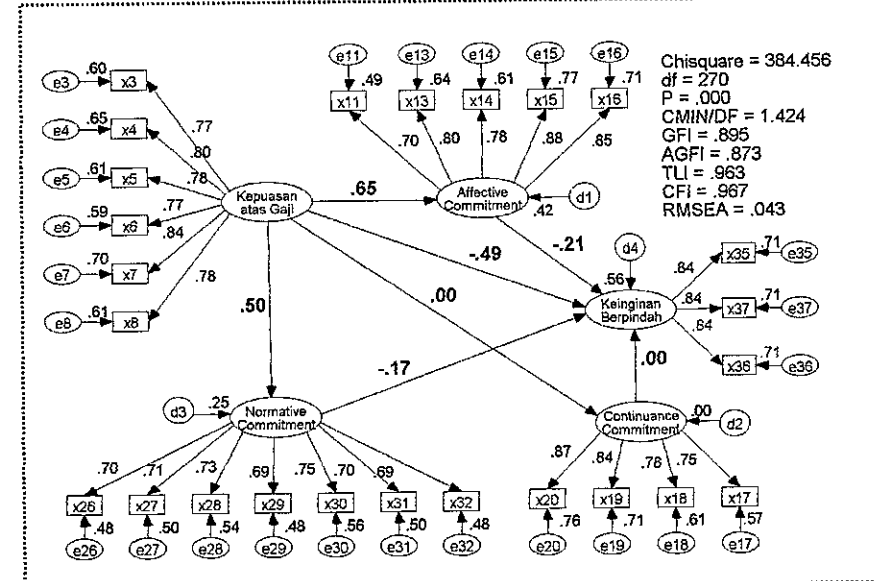 Chisquare = 384.456
df = 270
P = .000
CMIN/DF = 1.424
GFI = .895
AGFI = .873
TLI = .963
CFI = .967
RMSEA = .043
e11 e13 e14 e15 e16
.49 .64 .61 .77 .71
x11 x13 x14 x15 x16
.70 .80 .78 .88 .85
e3 .60 x3 .77
e4 .65 x4 .80
e5 .61 x5 .78
e6 .59 x6 .77
e7 .70 x7 .84
e8 .61 x8 .78
Kepuasan
atas Gaji
.65
Affective
Commitment
.42
d1
-.49
-.21
.50
.00
-.17
.00
d4
.56
Keinginan
Berpindah
.84 x35 .71 e35
.84 x37 .71 e37
.84 x36 .71 e36
d3
.25
Normative
Commitment
Continuance
Commitment
.00
d2
.70 .71 .73 .69 .75 .70 .69
x26 x27 x28 x29 x30 x31 x32
.48 .50 .54 .48 .56 .50 .48
e26 e27 e28 e29 e30 e31 e32
.87 .84 .78 .75
x20 x19 x18 x17
.76 .71 .61 .57
e20 e19 e18 e17